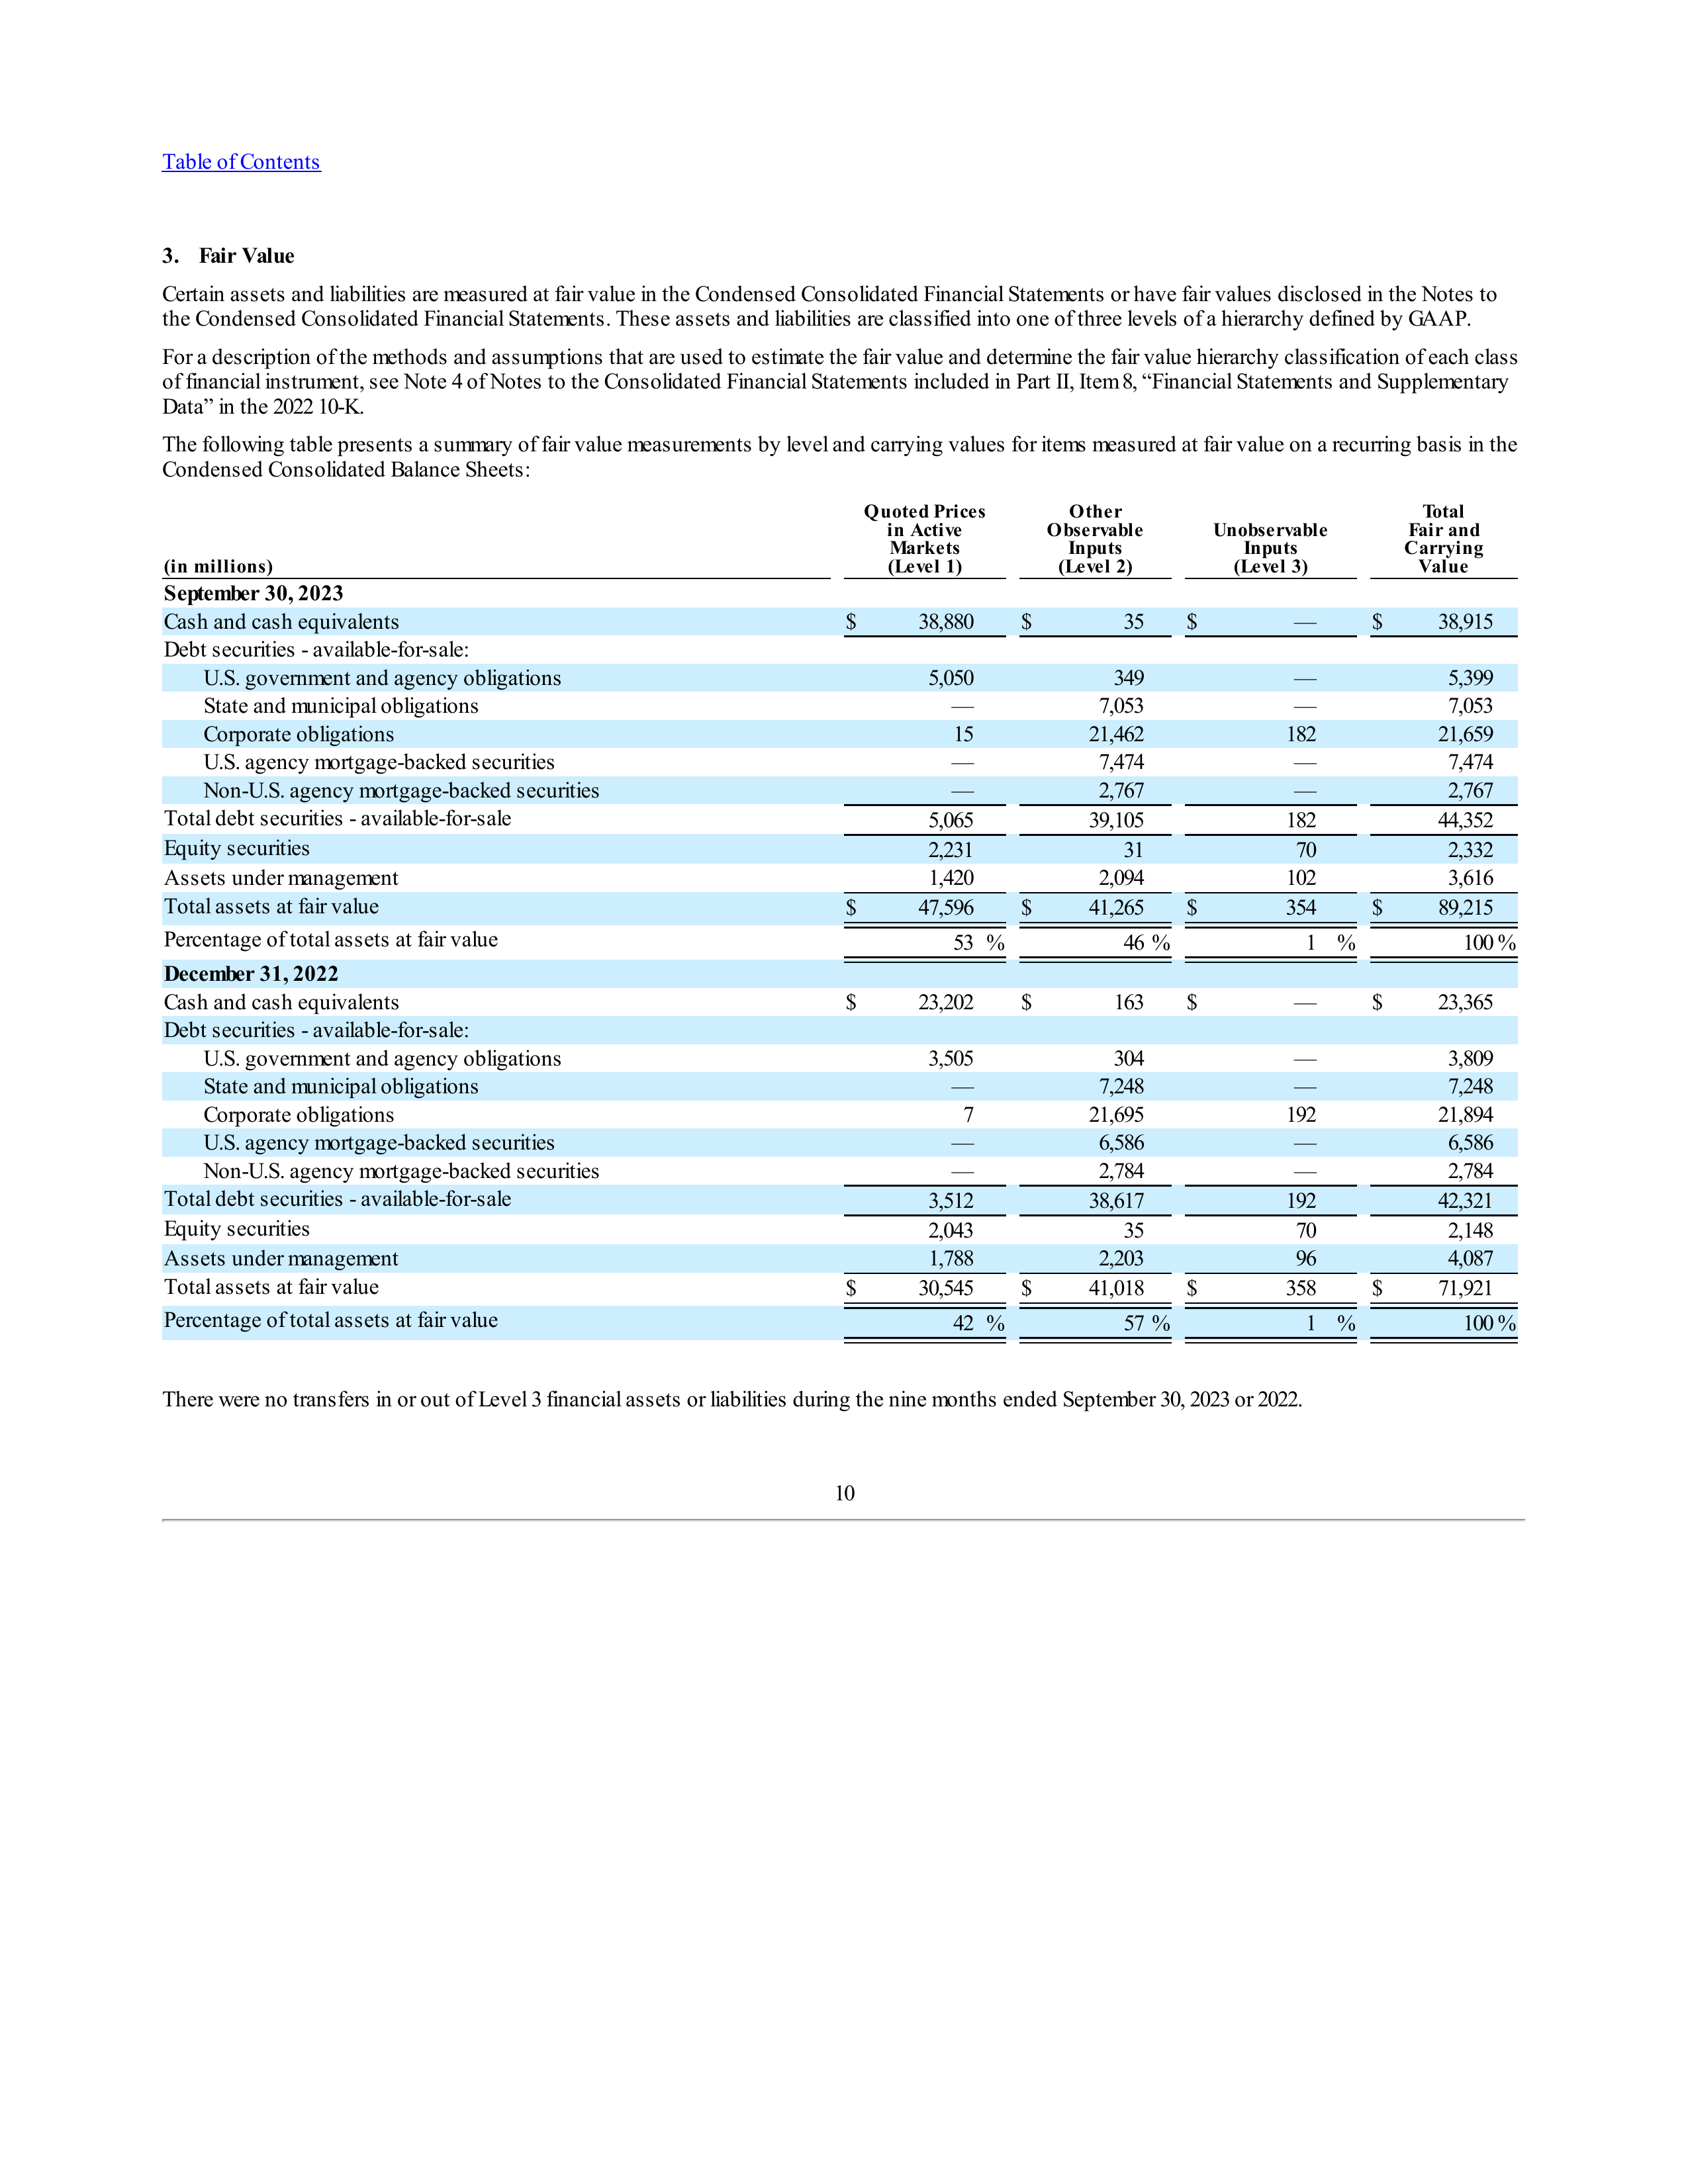 Table of Contents
3. Fair Value
Certain assets and liabilities are measured at fair value in the Condensed Consolidated Financial Statements or have fair values disclosed in the Notes to
the Condensed Consolidated Financial Statements. These assets and liabilities are classified into one of three levels of a hierarchy defined by GAAP.
For a description of the methods and assumptions that are used to estimate the fair value and determine the fair value hierarchy classification of each class
of financial instrument, see Note 4 of Notes to the Consolidated Financial Statements included in Part II, Item 8, “Financial Statements and Supplementary
Data” in the 2022 10-K.
The following table presents a summary of fair value measurements by level and carrying values for items measured at fair value on a recurring basis in the
Condensed Consolidated Balance Sheets:
Quoted Prices Other Total
in Active Observable Unobservable Fair and
Markets Inputs Inputs Carrying
(in millions) (Level 1) (Level 2) (Level 3) Value
September 30, 2023
Cash and cash equivalents $ 38,880 $ 35 $ — $ 38,915
Debt securities - available-for-sale:
U.S. government and agency obligations 5,050 349 — 5,399
State and municipal obligations — 7,053 — 7,053
Corporate obligations 15 21,462 182 21,659
U.S. agency mortgage-backed securities — 7,474 — 7,474
Non-U.S. agency mortgage-backed securities — 2,767 — 2,767
Total debt securities - available-for-sale 5,065 39,105 182 44,352
Equity securities 2,231 31 70 2,332
Assets under management 1,420 2,094 102 3,616
Total assets at fair value $ 47,596 $ 41,265 $ 354 $ 89,215
Percentage of total assets at fair value 53 % 46 % 1 % 100 %
December 31, 2022
Cash and cash equivalents $ 23,202 $ 163 $ — $ 23,365
Debt securities - available-for-sale:
U.S. government and agency obligations 3,505 304 — 3,809
State and municipal obligations — 7,248 — 7,248
Corporate obligations 7 21,695 192 21,894
U.S. agency mortgage-backed securities — 6,586 — 6,586
Non-U.S. agency mortgage-backed securities — 2,784 — 2,784
Total debt securities - available-for-sale 3,512 38,617 192 42,321
Equity securities 2,043 35 70 2,148
Assets under management 1,788 2,203 96 4,087
Total assets at fair value $ 30,545 $ 41,018 $ 358 $ 71,921
Percentage of total assets at fair value 42 % 57 % 1 % 100 %
There were no transfers in or out of Level 3 financial assets or liabilities during the nine months ended September 30, 2023 or 2022.
10